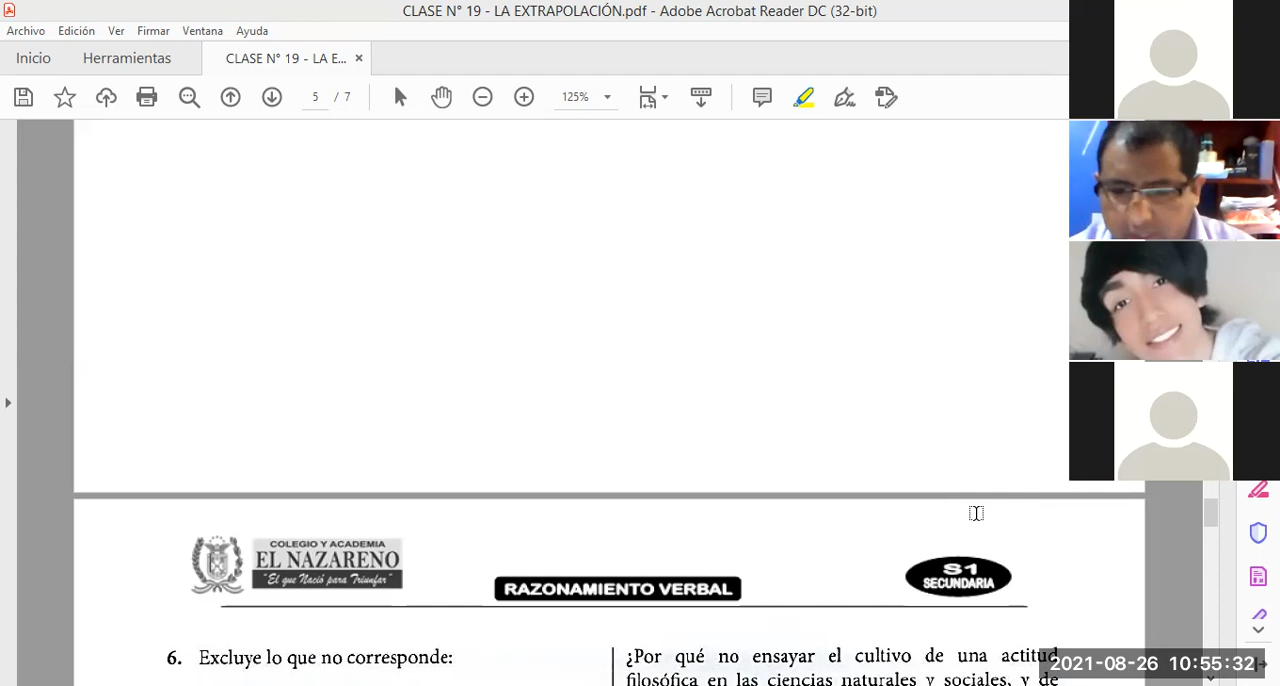 CLASE N° 19 - LA EXTRAPOLACIÓN.pdf - Adobe Acrobat Reader DC (32-bit)
Archivo Edición Ver Firmar Ventana Ayuda
Inicio Herramientas CLASE N° 19 - LA E... ×
5 / 7 125%
COLEGIO Y ACADEMIA
EL NAZARENO
"El que Nació para Triunfar"
RAZONAMIENTO VERBAL
S1
SECUNDARIA
6. Excluye lo que no corresponde:
¿Por qué no ensayar el cultivo de una actitud
filosófica en las ciencias naturales y sociales, y de
2021-08-26 10:55:32